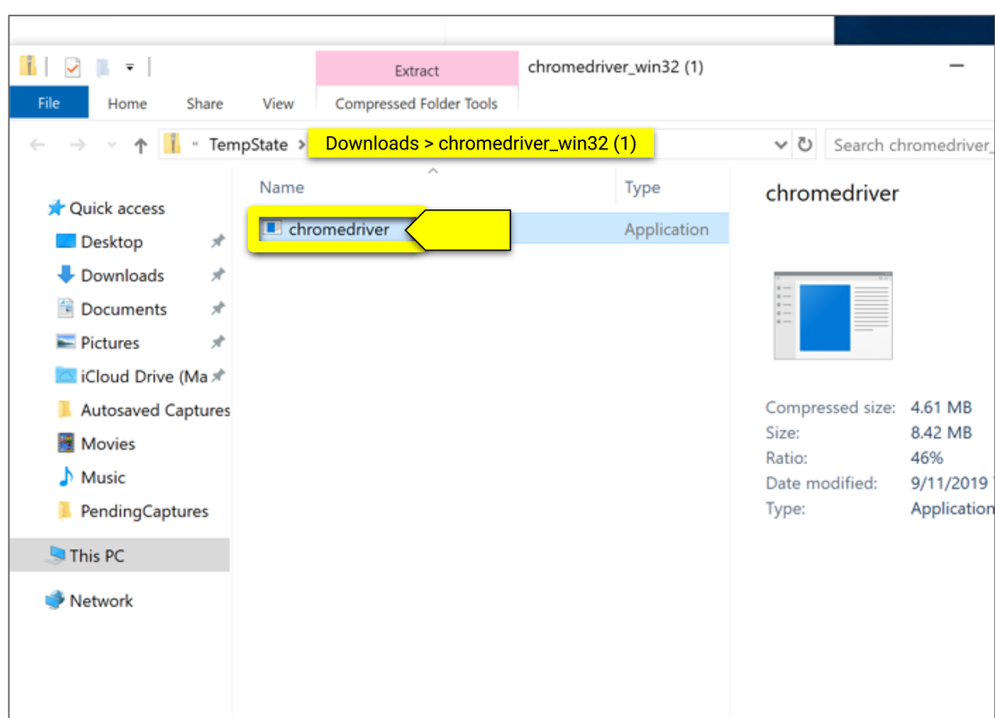 Extract
chromedriver_win32 (1)
File
Home
Share
View
Compressed Folder Tools
« TempState >
Downloads > chromedriver_win32 (1)
Search chromedriver_
Name
Type
chromedriver
Application
Quick access
Desktop
Downloads
Documents
Pictures
iCloud Drive (Ma
Autosaved Captures
Movies
Music
PendingCaptures
This PC
Network
chromedriver
Compressed size: 4.61 MB
Size: 8.42 MB
Ratio: 46%
Date modified: 9/11/2019
Type: Application